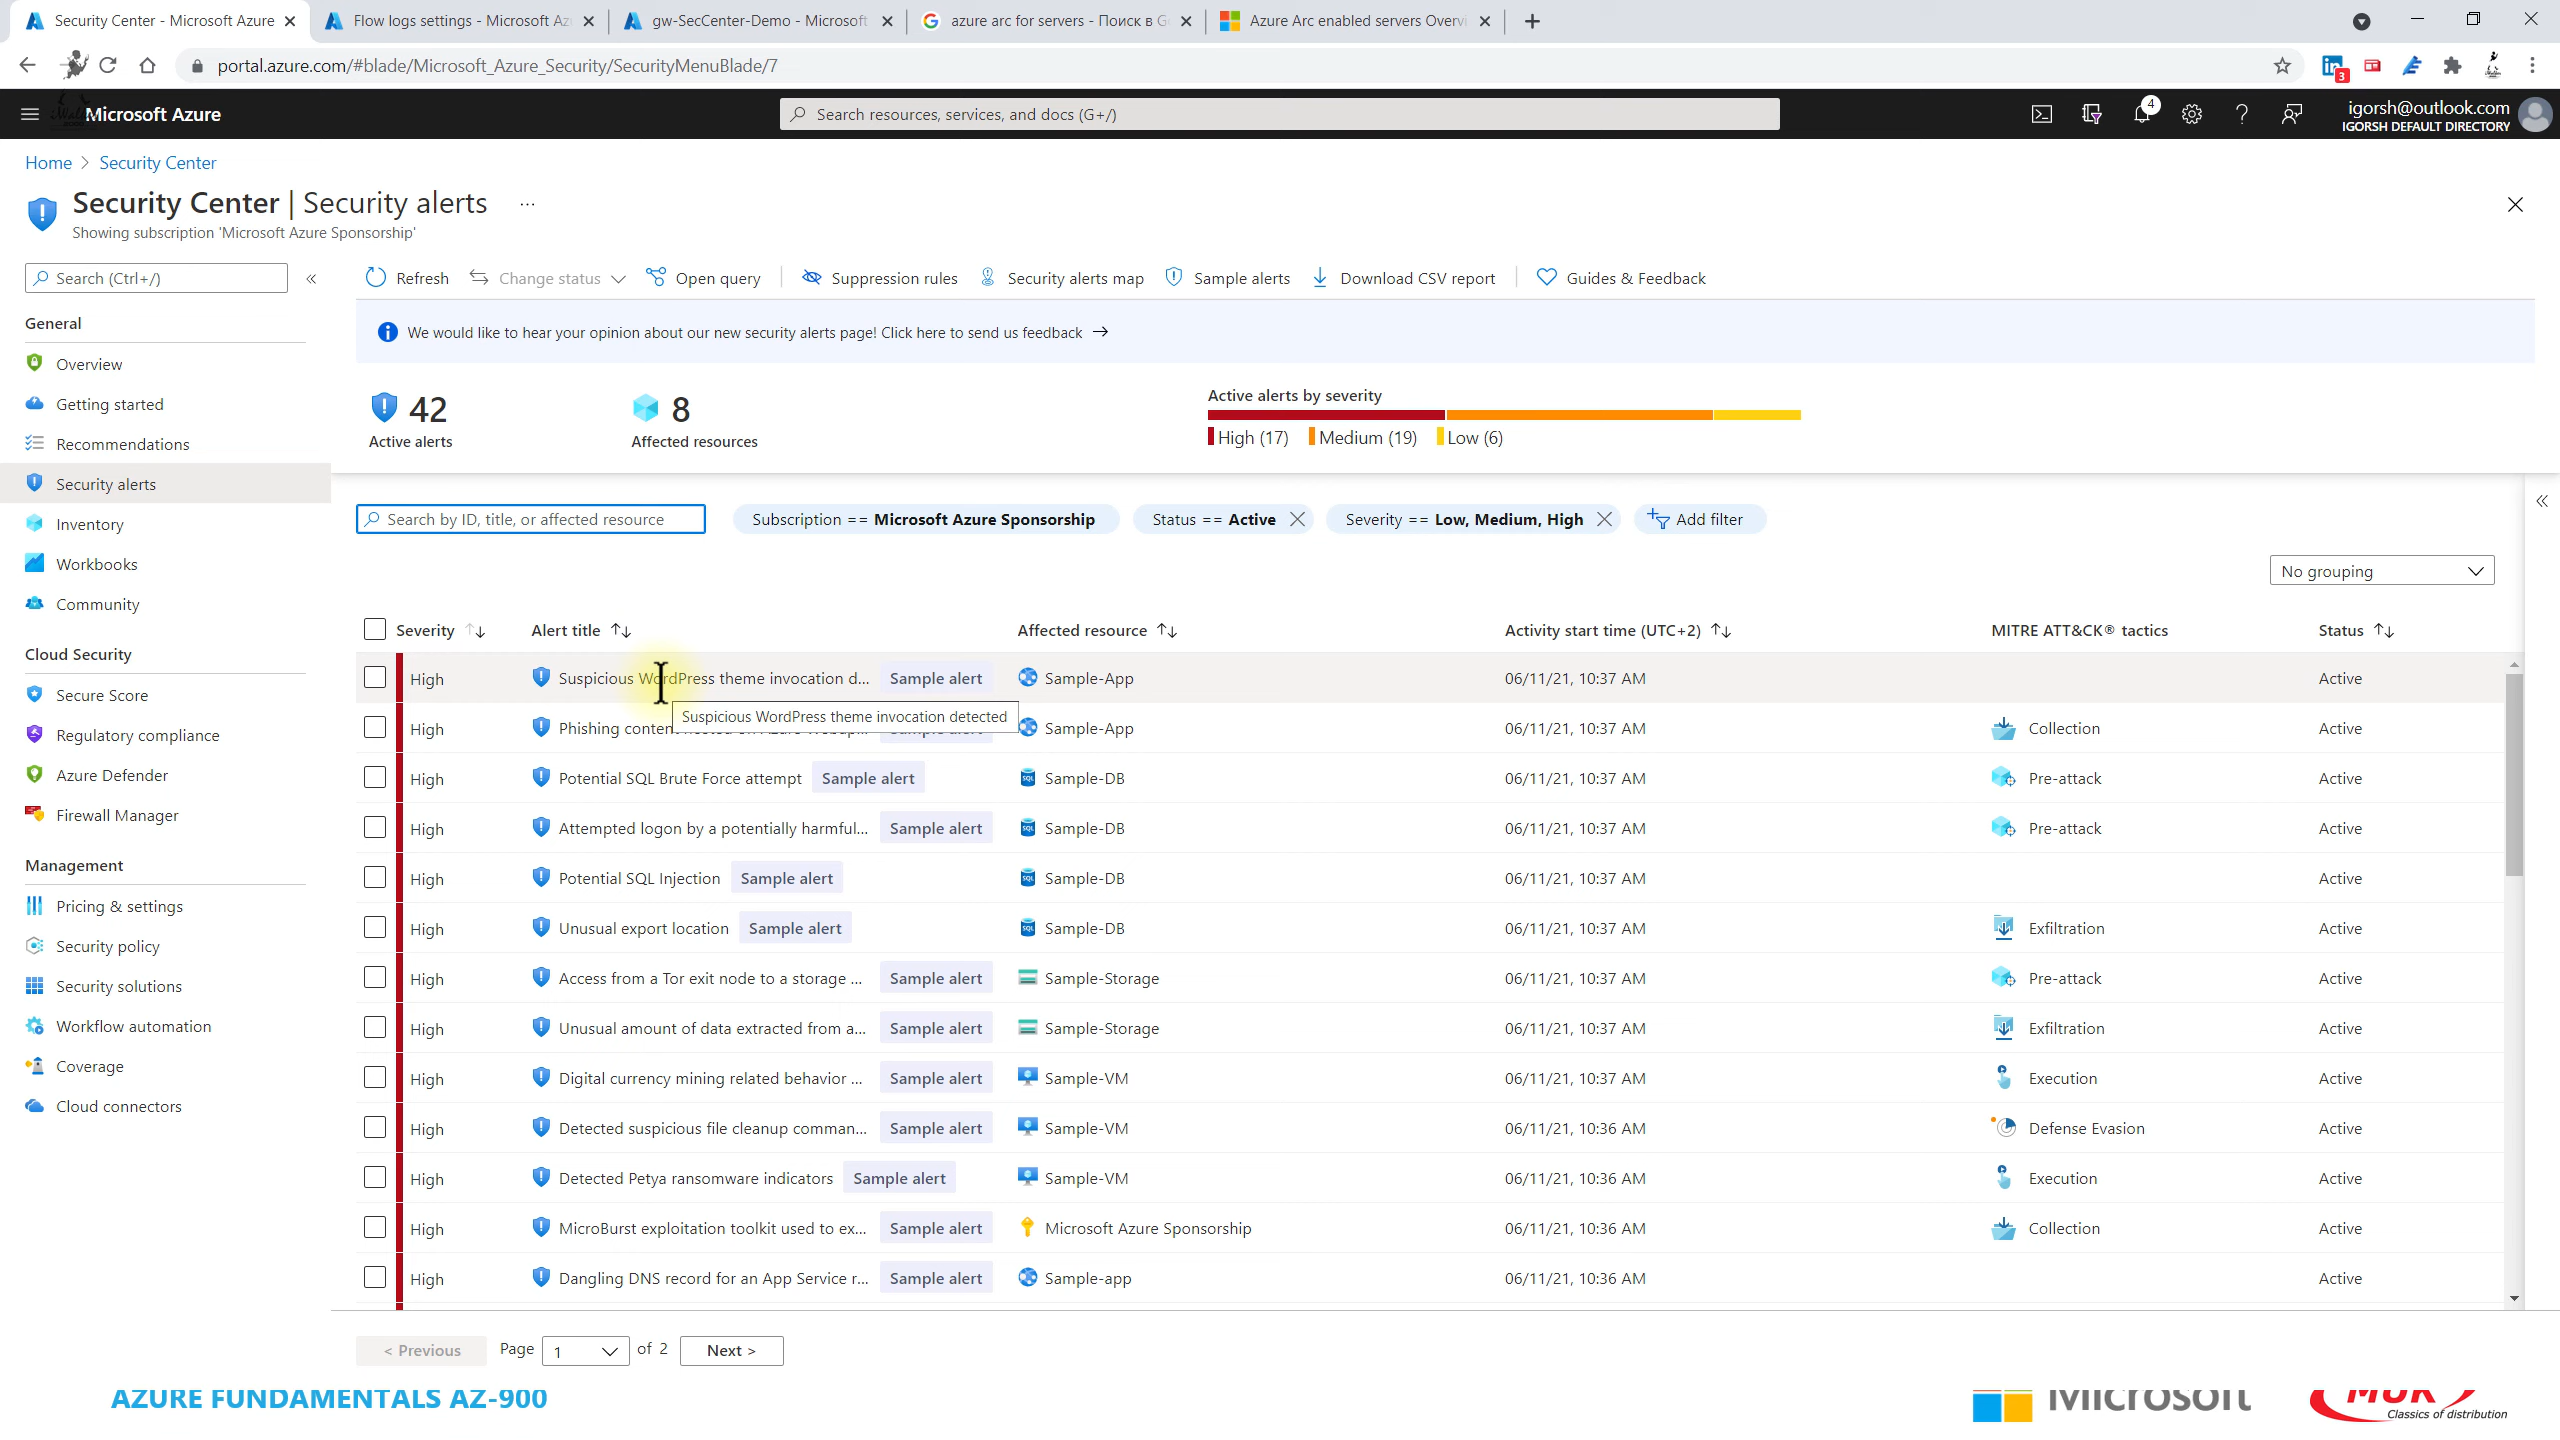 Security Center - Microsoft Azure
Flow logs settings - Microsoft Az
gw-SecCenter-Demo - Microsoft
azure arc for servers - Поиск в G
Azure Arc enabled servers Overv
portal.azure.com/#blade/Microsoft_Azure_Security/SecurityMenuBlade/7
3
Microsoft Azure
Search resources, services, and docs (G+/)
4
igorsh@outlook.com
IGORSH DEFAULT DIRECTORY
Home > Security Center
Security Center | Security alerts ...
Showing subscription 'Microsoft Azure Sponsorship'
Search (Ctrl+/)
Refresh Change status Open query Suppression rules Security alerts map Sample alerts Download CSV report Guides & Feedback
We would like to hear your opinion about our new security alerts page! Click here to send us feedback →
General
Overview
Getting started
Recommendations
Security alerts
Inventory
Workbooks
Community
Cloud Security
Secure Score
Regulatory compliance
Azure Defender
Firewall Manager
Management
Pricing & settings
Security policy
Security solutions
Workflow automation
Coverage
Cloud connectors
42
Active alerts
8
Affected resources
Active alerts by severity
High (17) Medium (19) Low (6)
Search by ID, title, or affected resource
Subscription == Microsoft Azure Sponsorship
Status == Active
Severity == Low, Medium, High
Add filter
No grouping
Severity Alert title Affected resource Activity start time (UTC+2) MITRE ATT&CK® tactics Status
High Suspicious WordPress theme invocation d... Sample alert Sample-App 06/11/21, 10:37 AM Active
Suspicious WordPress theme invocation detected
High Phishing content Sample-App 06/11/21, 10:37 AM Collection Active
High Potential SQL Brute Force attempt Sample alert Sample-DB 06/11/21, 10:37 AM Pre-attack Active
High Attempted logon by a potentially harmful... Sample alert Sample-DB 06/11/21, 10:37 AM Pre-attack Active
High Potential SQL Injection Sample alert Sample-DB 06/11/21, 10:37 AM Active
High Unusual export location Sample alert Sample-DB 06/11/21, 10:37 AM Exfiltration Active
High Access from a Tor exit node to a storage ... Sample alert Sample-Storage 06/11/21, 10:37 AM Pre-attack Active
High Unusual amount of data extracted from a... Sample alert Sample-Storage 06/11/21, 10:37 AM Exfiltration Active
High Digital currency mining related behavior ... Sample alert Sample-VM 06/11/21, 10:37 AM Execution Active
High Detected suspicious file cleanup comman... Sample alert Sample-VM 06/11/21, 10:36 AM Defense Evasion Active
High Detected Petya ransomware indicators Sample alert Sample-VM 06/11/21, 10:36 AM Execution Active
High MicroBurst exploitation toolkit used to ex... Sample alert Microsoft Azure Sponsorship 06/11/21, 10:36 AM Collection Active
High Dangling DNS record for an App Service r... Sample alert Sample-app 06/11/21, 10:36 AM Active
< Previous Page 1 of 2 Next >
AZURE FUNDAMENTALS AZ-900
Microsoft
MUK
Classics of distribution